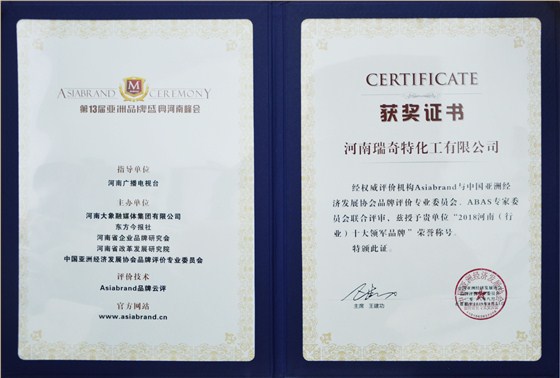 ASIABRAND CEREMONY
M
第13届亚洲品牌盛典河南峰会
指导单位
河南广播电视台
主办单位
河南大象融媒体集团有限公司
东方今报社
河南省企业品牌研究会
河南省改革发展研究院
中国亚洲经济发展协会品牌评价专业委员会
评价技术
Asiabrand品牌云评
官方网站
www.asiabrand.cn
CERTIFICATE
获奖证书
河南瑞奇特化工有限公司
经权威评价机构Asiabrand与中国亚洲经
济发展协会品牌评价专业委员会、ABAS专家委
员会联合评审，兹授予贵单位“2018河南（行
业）十大领军品牌”荣誉称号。
特颁此证。
主席 王建功